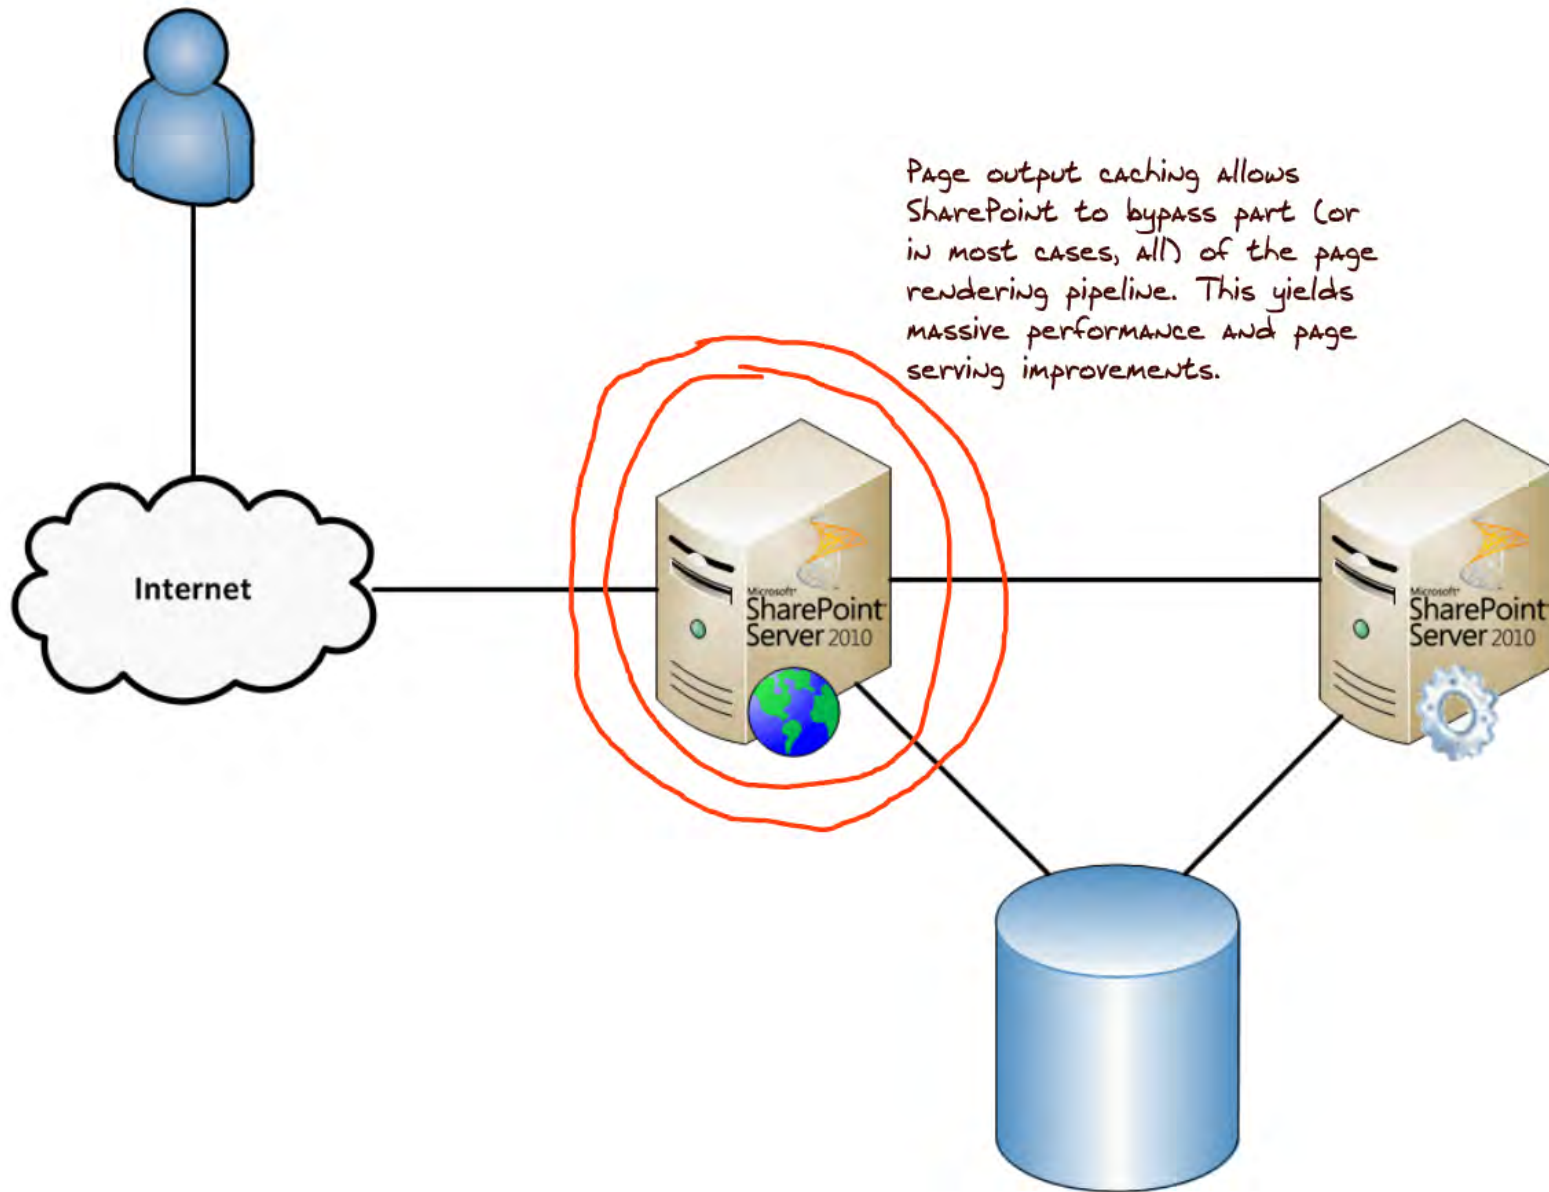 Page output caching allows
SharePoint to bypass part (or
in most cases, all) of the page
rendering pipeline. This yields
massive performance and page
serving improvements.
Internet
Microsoft
SharePoint
Server 2010
Microsoft
SharePoint
Server 2010